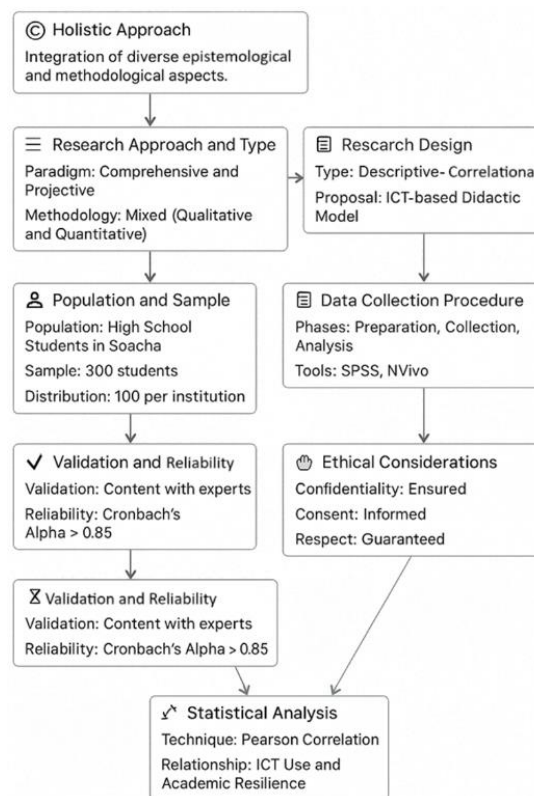 © Holistic Approach
Integration of diverse epistemological
and methodological aspects.
Research Approach and Type
Paradigm: Comprehensive and
Projective
Methodology: Mixed (Qualitative
and Quantitative)
Rissarch Design
Type: Descriptive-Correlationa
Proposal: ICT-based Didactic
Model
Population and Sample
Population: High School
Students in Soacha
Sample: 300 students
Distribution: 100 per institution
Data Collection Procedure
Phases: Preparation, Collection,
Analysis
Tools: SPSS, NVivo
Validation and Reliability
Validation: Content with experts
Reliability: Cronbach's
Alpha > 0.85
Ethical Considerations
Confidentiality: Ensured
Consent: Informed
Respect: Guaranteed
Validation and Reliability
Validation: Content with experts
Reliability: Cronbach's Alpha > 0.85
Statistical Analysis
Technique: Pearson Correlation
Relationship: ICT Use and
Academic Resilience